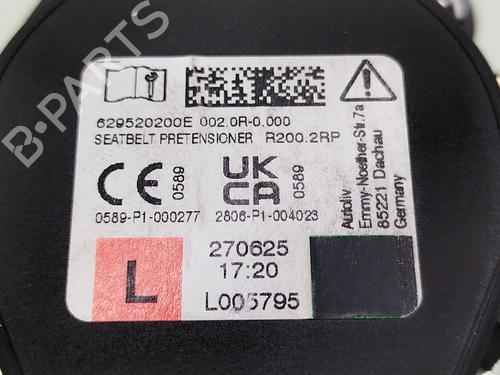 B-PARTS
629520200E 002.0R-0.000
SEATBELT PRETENSIONER R200.2RP
CE 0589
UK CA 0589
0589-P1-000277 2806-P1-004023
Autoliv
Emmy-Noether-Str.7a
85221 Dachau
Germany
L
270625
17:20
L005795